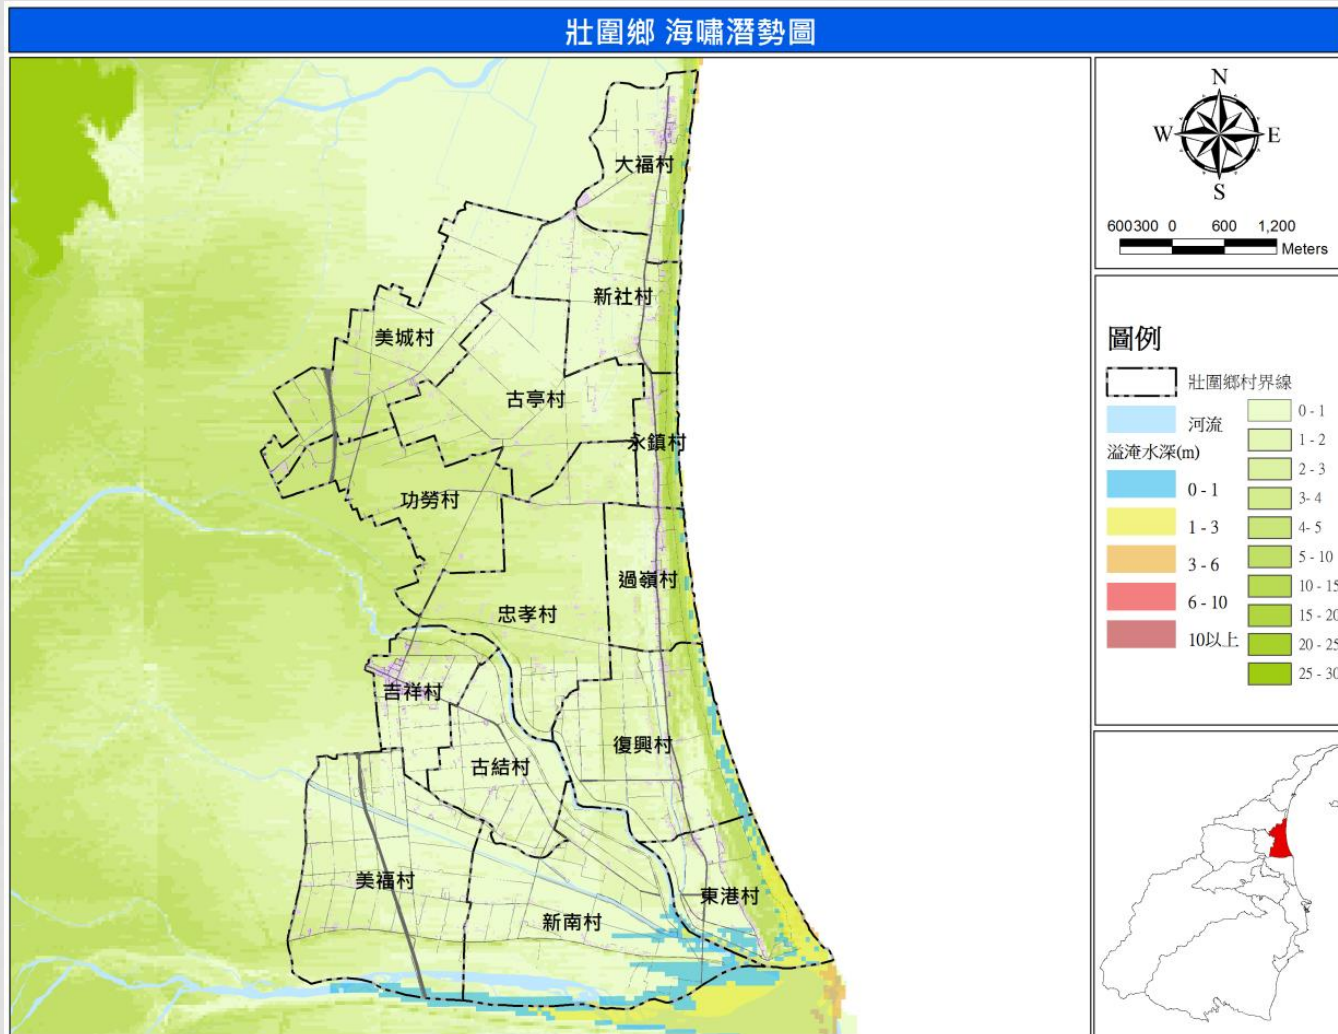 壯圍鄉 海嘯潛勢圖
大福村
新社村
美城村
古亭村
永鎮村
功勞村
過嶺村
忠孝村
吉祥村
復興村
古結村
美福村
東港村
新南村
N
W
E
S
600300 0 600 1,200
Meters
圖例
壯圍鄉村界線
河流
溢淹水深(m)
0 - 1
1 - 3
3 - 6
6 - 10
10以上
0 - 1
1 - 2
2 - 3
3- 4
4- 5
5 - 10
10 - 15
15 - 20
20 - 25
25 - 30